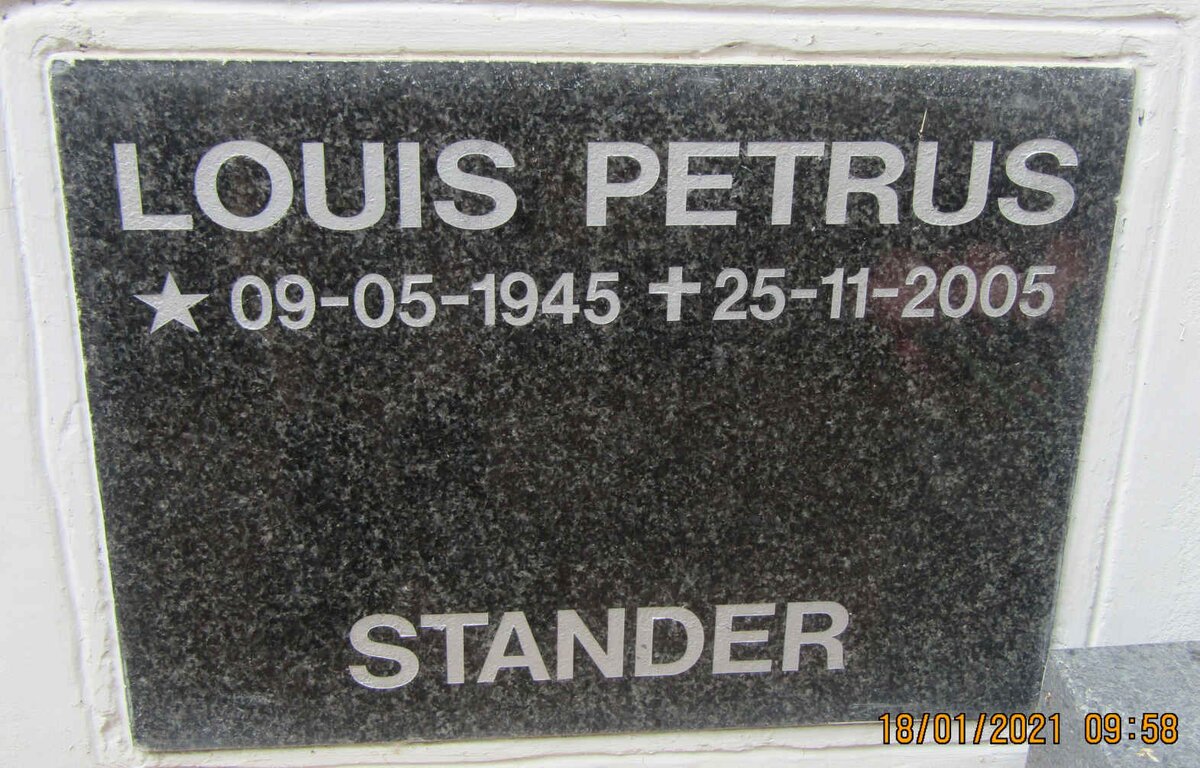 LOUIS PETRUS
★ 09-05-1945 ✝ 25-11-2005
STANDER
18/01/2021 09:58